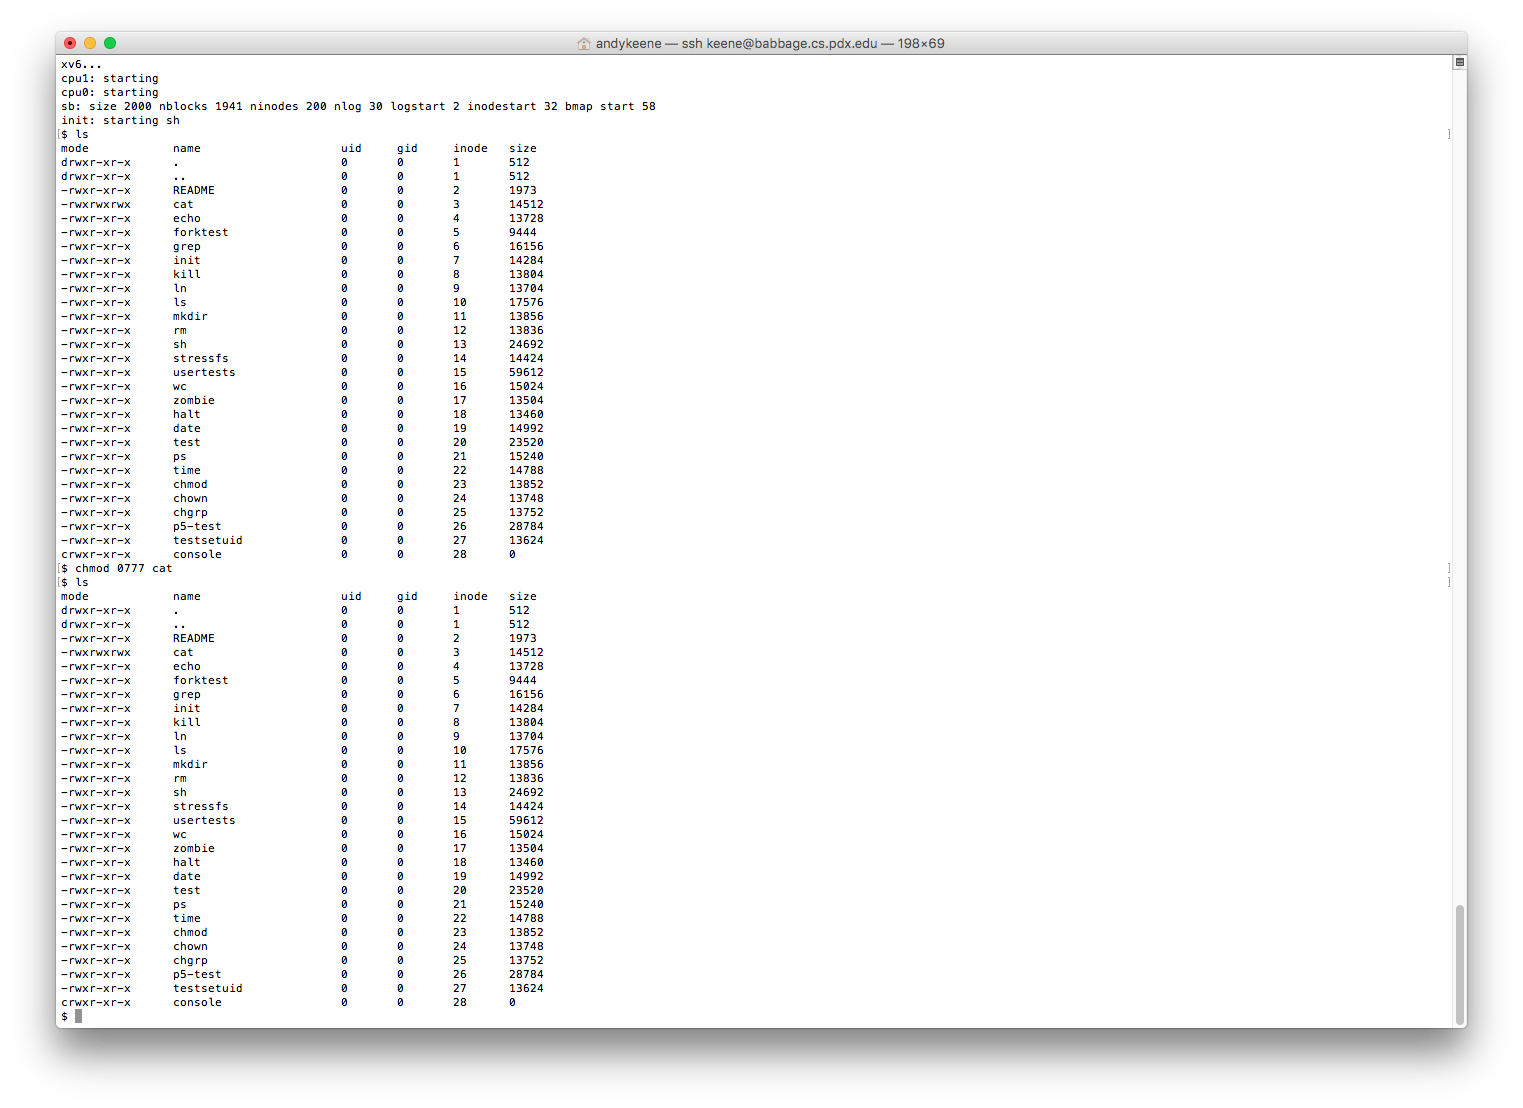 andykeene — ssh keene@babbage.cs.pdx.edu — 198×69
xv6...
cpu1: starting
cpu0: starting
sb: size 2000 nblocks 1941 ninodes 200 nlog 30 logstart 2 inodestart 32 bmap start 58
init: starting sh
[$ ls ]
mode name uid gid inode size
drwxr-xr-x . 0 0 1 512
drwxr-xr-x .. 0 0 1 512
-rwxr-xr-x README 0 0 2 1973
-rwxrwxrwx cat 0 0 3 14512
-rwxr-xr-x echo 0 0 4 13728
-rwxr-xr-x forktest 0 0 5 9444
-rwxr-xr-x grep 0 0 6 16156
-rwxr-xr-x init 0 0 7 14284
-rwxr-xr-x kill 0 0 8 13804
-rwxr-xr-x ln 0 0 9 13704
-rwxr-xr-x ls 0 0 10 17576
-rwxr-xr-x mkdir 0 0 11 13856
-rwxr-xr-x rm 0 0 12 13836
-rwxr-xr-x sh 0 0 13 24692
-rwxr-xr-x stressfs 0 0 14 14424
-rwxr-xr-x usertests 0 0 15 59612
-rwxr-xr-x wc 0 0 16 15024
-rwxr-xr-x zombie 0 0 17 13504
-rwxr-xr-x halt 0 0 18 13460
-rwxr-xr-x date 0 0 19 14992
-rwxr-xr-x test 0 0 20 23520
-rwxr-xr-x ps 0 0 21 15240
-rwxr-xr-x time 0 0 22 14788
-rwxr-xr-x chmod 0 0 23 13852
-rwxr-xr-x chown 0 0 24 13748
-rwxr-xr-x chgrp 0 0 25 13752
-rwxr-xr-x p5-test 0 0 26 28784
-rwxr-xr-x testsetuid 0 0 27 13624
crwxr-xr-x console 0 0 28 0
[$ chmod 0777 cat ]
[$ ls ]
mode name uid gid inode size
drwxr-xr-x . 0 0 1 512
drwxr-xr-x .. 0 0 1 512
-rwxr-xr-x README 0 0 2 1973
-rwxrwxrwx cat 0 0 3 14512
-rwxr-xr-x echo 0 0 4 13728
-rwxr-xr-x forktest 0 0 5 9444
-rwxr-xr-x grep 0 0 6 16156
-rwxr-xr-x init 0 0 7 14284
-rwxr-xr-x kill 0 0 8 13804
-rwxr-xr-x ln 0 0 9 13704
-rwxr-xr-x ls 0 0 10 17576
-rwxr-xr-x mkdir 0 0 11 13856
-rwxr-xr-x rm 0 0 12 13836
-rwxr-xr-x sh 0 0 13 24692
-rwxr-xr-x stressfs 0 0 14 14424
-rwxr-xr-x usertests 0 0 15 59612
-rwxr-xr-x wc 0 0 16 15024
-rwxr-xr-x zombie 0 0 17 13504
-rwxr-xr-x halt 0 0 18 13460
-rwxr-xr-x date 0 0 19 14992
-rwxr-xr-x test 0 0 20 23520
-rwxr-xr-x ps 0 0 21 15240
-rwxr-xr-x time 0 0 22 14788
-rwxr-xr-x chmod 0 0 23 13852
-rwxr-xr-x chown 0 0 24 13748
-rwxr-xr-x chgrp 0 0 25 13752
-rwxr-xr-x p5-test 0 0 26 28784
-rwxr-xr-x testsetuid 0 0 27 13624
crwxr-xr-x console 0 0 28 0
$